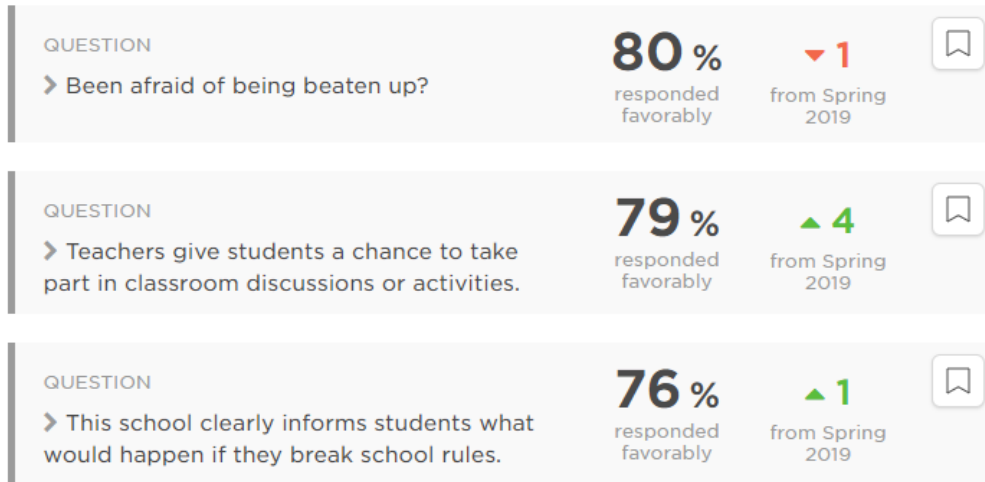 QUESTION
Been afraid of being beaten up?
80 %
responded
favorably
1
from Spring
2019
QUESTION
Teachers give students a chance to take
part in classroom discussions or activities.
79 %
responded
favorably
4
from Spring
2019
QUESTION
This school clearly informs students what
would happen if they break school rules.
76 %
responded
favorably
1
from Spring
2019